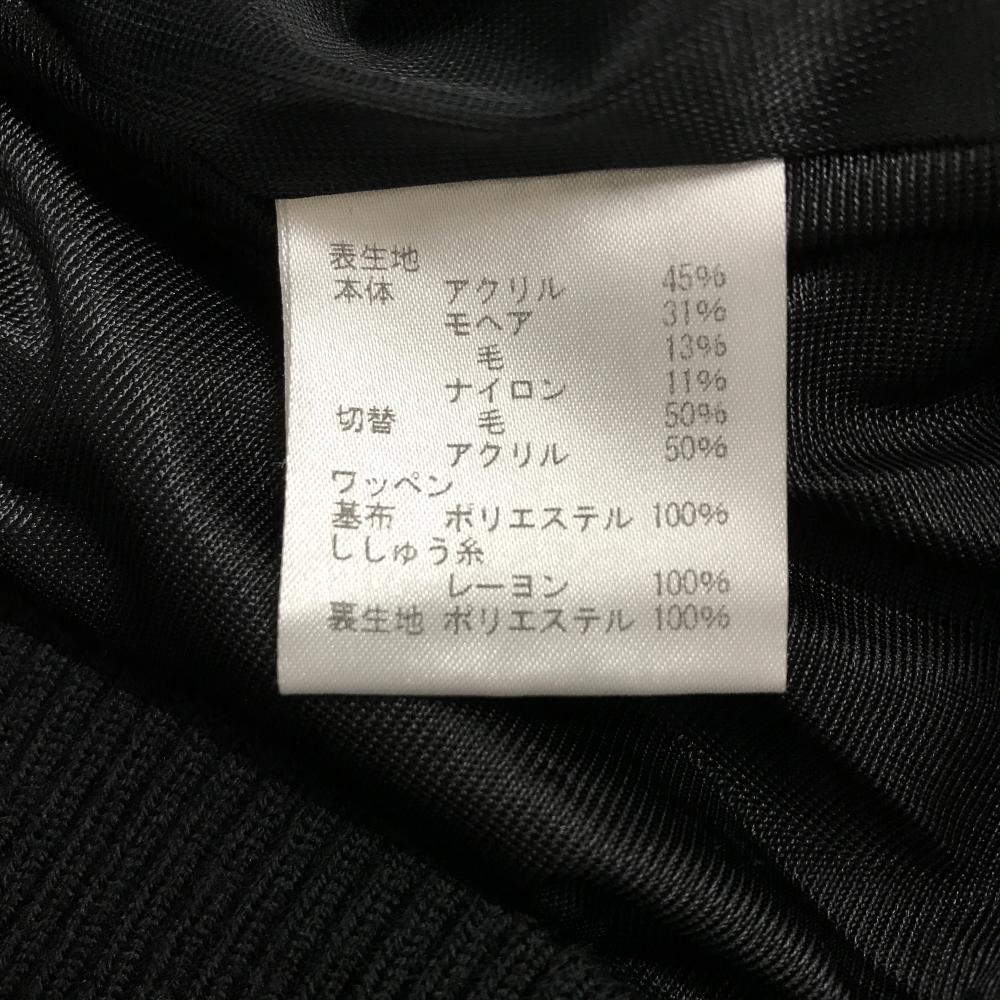 表生地
本体 アクリル 45%
モヘア 31%
毛 13%
ナイロン 11%
切替 毛 50%
アクリル 50%
ワッペン
基布 ポリエステル 100%
ししゅう糸
レーヨン 100%
表生地 ポリエステル 100%